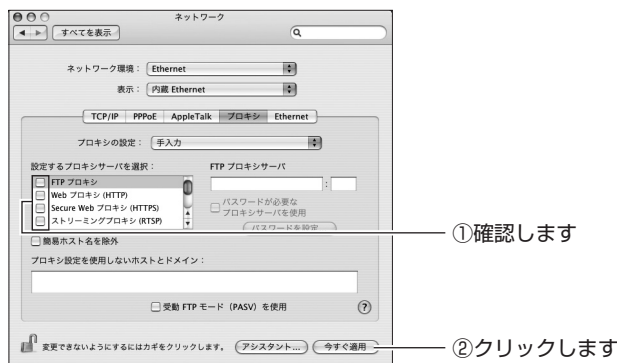 ネットワーク
すべてを表示
ネットワーク環境： Ethernet
表示： 内蔵 Ethernet
TCP/IP PPPoE AppleTalk プロキシ Ethernet
プロキシの設定： 手入力
設定するプロキシサーバを選択： FTP プロキシサーバ
FTP プロキシ :
Web プロキシ (HTTP) パスワードが必要な
Secure Web プロキシ (HTTPS) プロキシサーバを使用
ストリーミングプロキシ (RTSP) パスワードを設定...
①確認します
簡易ホスト名を除外
プロキシ設定を使用しないホストとドメイン：
受動 FTP モード（PASV）を使用 ?
変更できないようにするにはカギをクリックします。 アシスタント... 今すぐ適用
②クリックします